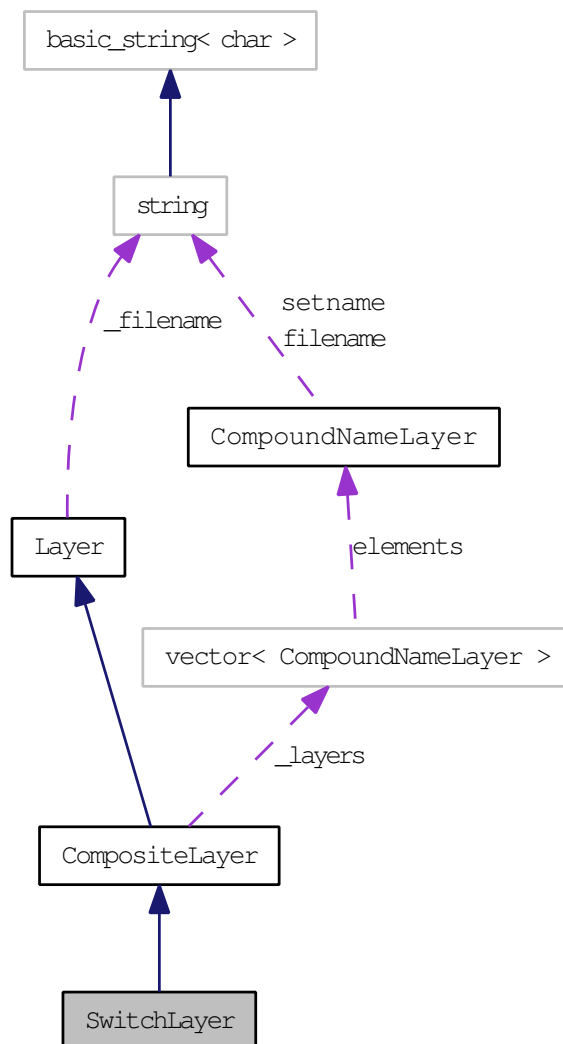 basic_string< char >
string
_filename
setname
filename
CompoundNameLayer
Layer
elements
vector< CompoundNameLayer >
_layers
CompositeLayer
SwitchLayer